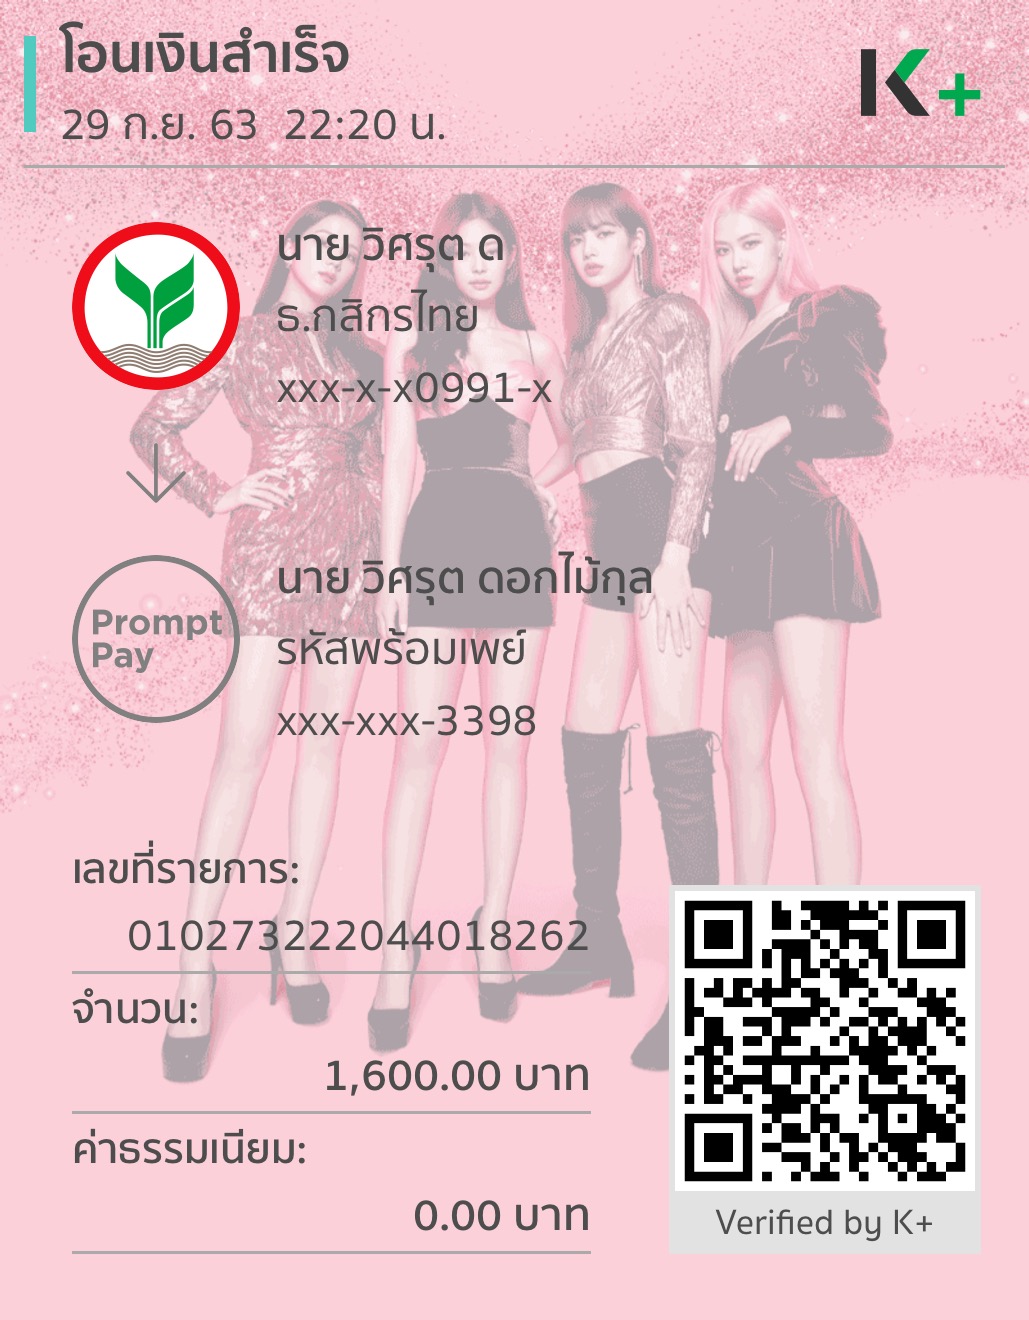 โอนเงินสำเร็จ
29 ก.ย. 63 22:20 น.
K+
นาย วิศรุต ด
ธ.กสิกรไทย
xxx-x-x0991-x
Prompt
Pay
นาย วิศรุต ดอกไม้กุล
รหัสพร้อมเพย์
xxx-xxx-3398
เลขที่รายการ:
010273222044018262
จำนวน:
1,600.00 บาท
ค่าธรรมเนียม:
0.00 บาท
Verified by K+